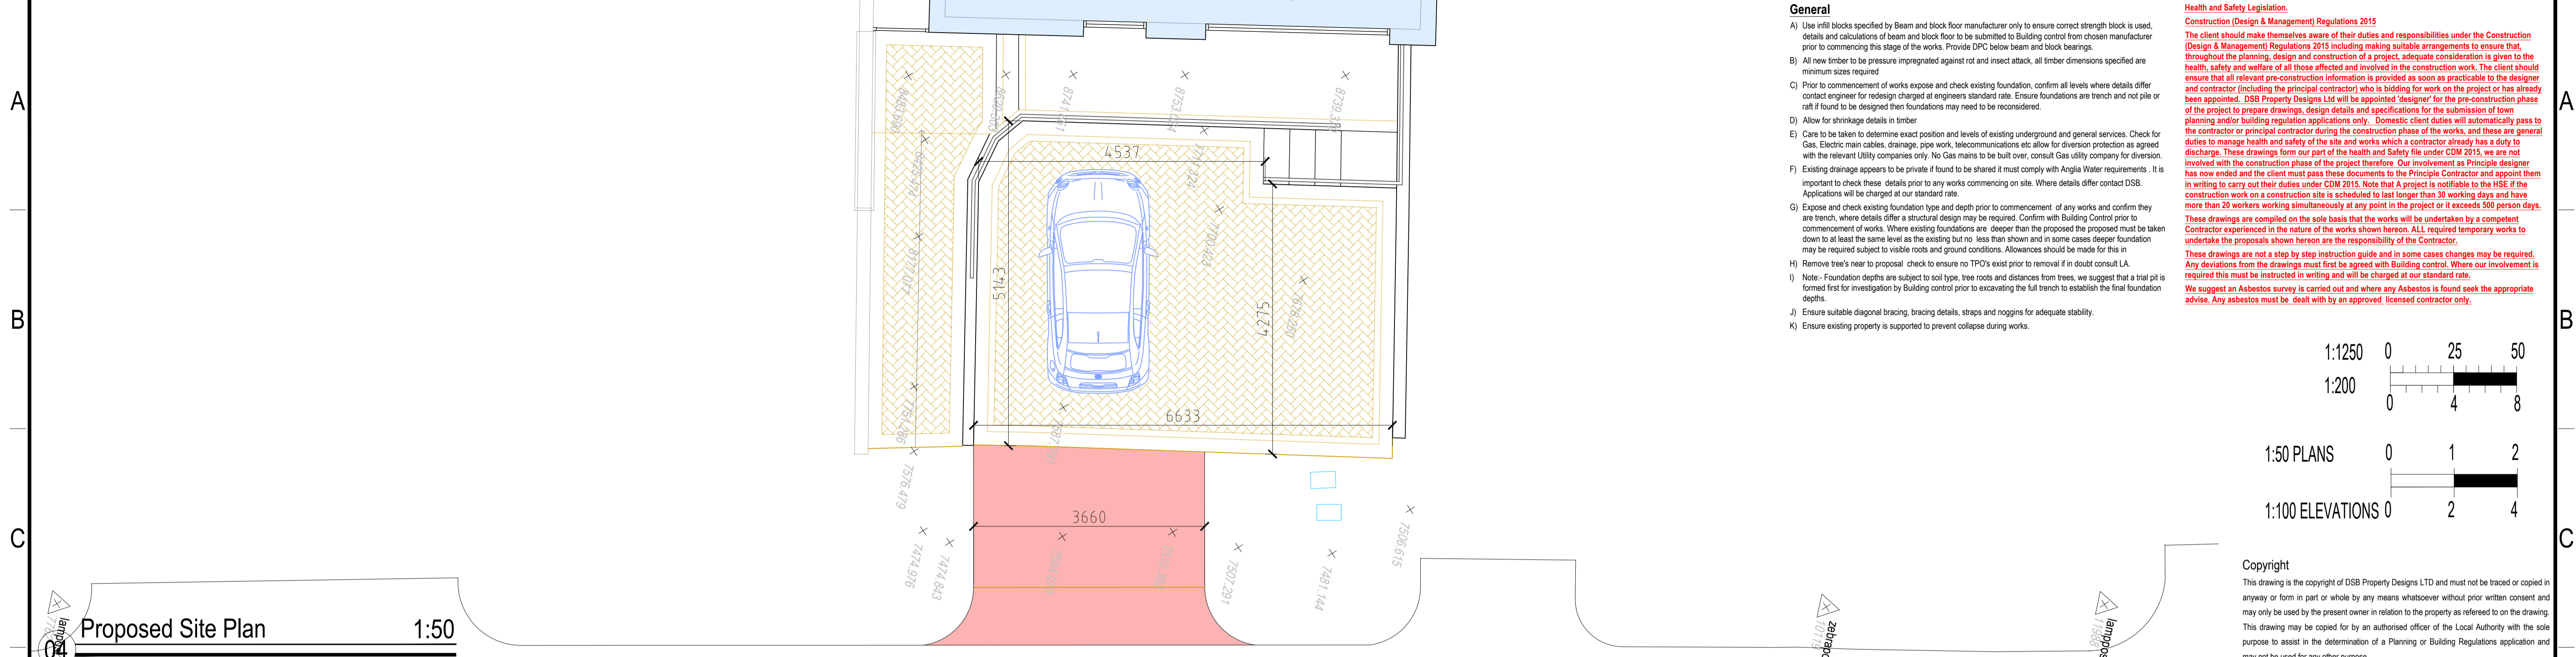 General
A) Use infill blocks specified by Beam and block floor manufacturer only to ensure correct strength block is used,
details and calculations of beam and block floor to be submitted to Building control from chosen manufacturer
prior to commencing this stage of the works. Provide DPC below beam and block bearings.
B) All new timber to be pressure impregnated against rot and insect attack, all timber dimensions specified are
minimum sizes required
C) Prior to commencement of works expose and check existing foundation, confirm all levels where details differ
contact engineer for redesign charged at engineers standard rate. Ensure foundations are trench and not pile or
raft if found to be designed then foundations may need to be reconsidered.
D) Allow for shrinkage details in timber
E) Care to be taken to determine exact position and levels of existing underground and general services. Check for
Gas, Electric main cables, drainage, pipe work, telecommunications etc allow for diversion protection as agreed
with the relevant Utility companies only. No Gas mains to be built over, consult Gas utility company for diversion.
F) Existing drainage appears to be private if found to be shared it must comply with Anglia Water requirements . It is
important to check these details prior to any works commencing on site. Where details differ contact DSB.
Applications will be charged at our standard rate.
G) Expose and check existing foundation type and depth prior to commencement of any works and confirm they
are trench, where details differ a structural design may be required. Confirm with Building Control prior to
commencement of works. Where existing foundations are deeper than the proposed the proposed must be taken
down to at least the same level as the existing but no less than shown and in some cases deeper foundation
may be required subject to visible roots and ground conditions. Allowances should be made for this in
H) Remove tree's near to proposal check to ensure no TPO's exist prior to removal if in doubt consult LA.
I) Note:- Foundation depths are subject to soil type, tree roots and distances from trees, we suggest that a trial pit is
formed first for investigation by Building control prior to excavating the full trench to establish the final foundation
depths.
J) Ensure suitable diagonal bracing, bracing details, straps and noggins for adequate stability.
K) Ensure existing property is supported to prevent collapse during works.
Health and Safety Legislation.
Construction (Design & Management) Regulations 2015
The client should make themselves aware of their duties and responsibilities under the Construction
(Design & Management) Regulations 2015 including making suitable arrangements to ensure that,
throughout the planning, design and construction of a project, adequate consideration is given to the
health, safety and welfare of all those affected and involved in the construction work. The client should
ensure that all relevant pre-construction information is provided as soon as practicable to the designer
and contractor (including the principal contractor) who is bidding for work on the project or has already
been appointed. DSB Property Designs Ltd will be appointed 'designer' for the pre-construction phase
of the project to prepare drawings, design details and specifications for the submission of town
planning and/or building regulation applications only. Domestic client duties will automatically pass to
the contractor or principal contractor during the construction phase of the works, and these are general
duties to manage health and safety of the site and works which a contractor already has a duty to
discharge. These drawings form our part of the health and Safety file under CDM 2015, we are not
involved with the construction phase of the project therefore Our involvement as Principle designer
has now ended and the client must pass these documents to the Principle Contractor and appoint them
in writing to carry out their duties under CDM 2015. Note that A project is notifiable to the HSE if the
construction work on a construction site is scheduled to last longer than 30 working days and have
more than 20 workers working simultaneously at any point in the project or it exceeds 500 person days.
These drawings are compiled on the sole basis that the works will be undertaken by a competent
Contractor experienced in the nature of the works shown hereon. ALL required temporary works to
undertake the proposals shown hereon are the responsibility of the Contractor.
These drawings are not a step by step instruction guide and in some cases changes may be required.
Any deviations from the drawings must first be agreed with Building control. Where our involvement is
required this must be instructed in writing and will be charged at our standard rate.
We suggest an Asbestos survey is carried out and where any Asbestos is found seek the appropriate
advise. Any asbestos must be dealt with by an approved licensed contractor only.
A
A
B
B
C
C
4537
5143
4275
6633
3660
7576.479
7474.976
7474.843
7507.291
7481.144
7506.615
7700.423
7678.260
1:1250 0 25 50
1:200
0 4 8
1:50 PLANS 0 1 2
1:100 ELEVATIONS 0 2 4
Proposed Site Plan 1:50
04
10119
11988
Copyright
This drawing is the copyright of DSB Property Designs LTD and must not be traced or copied in
anyway or form in part or whole by any means whatsoever without prior written consent and
may only be used by the present owner in relation to the property as refereed to on the drawing.
This drawing may be copied for by an authorised officer of the Local Authority with the sole
purpose to assist in the determination of a Planning or Building Regulations application and
may not be used for any other purpose.